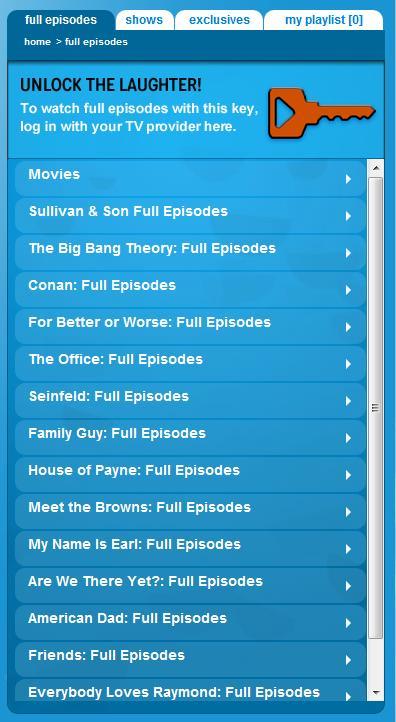 full episodes shows exclusives my playlist [0]
home > full episodes
UNLOCK THE LAUGHTER!
To watch full episodes with this key,
log in with your TV provider here.
Movies
Sullivan & Son Full Episodes
The Big Bang Theory: Full Episodes
Conan: Full Episodes
For Better or Worse: Full Episodes
The Office: Full Episodes
Seinfeld: Full Episodes
Family Guy: Full Episodes
House of Payne: Full Episodes
Meet the Browns: Full Episodes
My Name Is Earl: Full Episodes
Are We There Yet?: Full Episodes
American Dad: Full Episodes
Friends: Full Episodes
Everybody Loves Raymond: Full Episodes